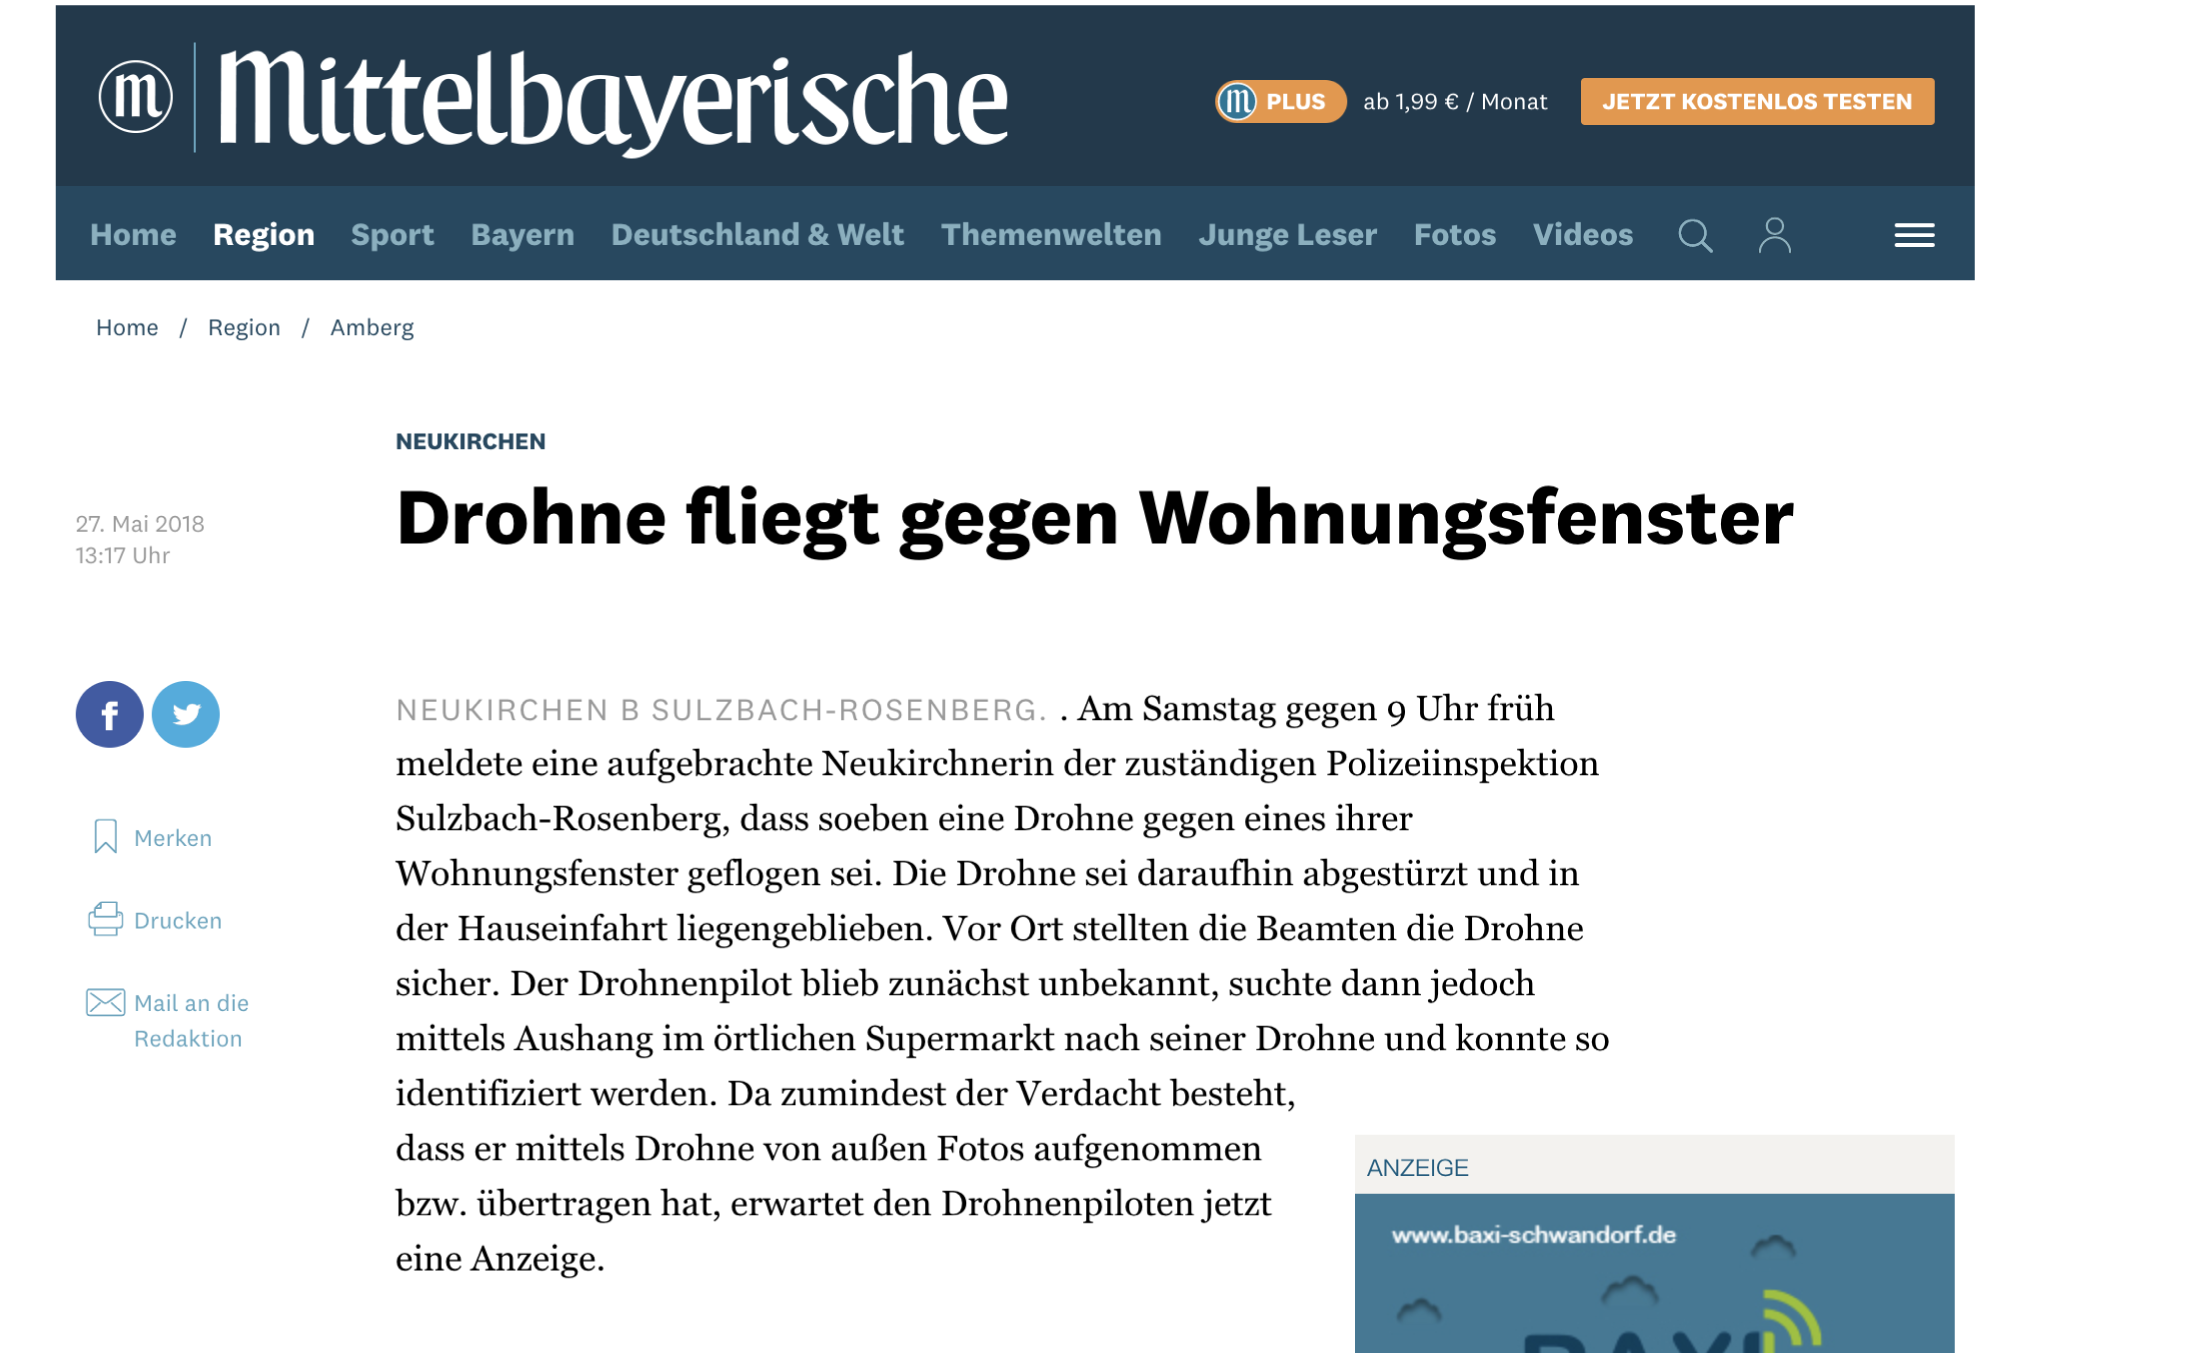 m Mittelbayerische
m PLUS ab 1,99 € / Monat JETZT KOSTENLOS TESTEN
Home Region Sport Bayern Deutschland & Welt Themenwelten Junge Leser Fotos Videos
Home / Region / Amberg
NEUKIRCHEN
Drohne fliegt gegen Wohnungsfenster
27. Mai 2018
13:17 Uhr
NEUKIRCHEN B SULZBACH-ROSENBERG. . Am Samstag gegen 9 Uhr früh
meldete eine aufgebrachte Neukirchnerin der zuständigen Polizeiinspektion
Sulzbach-Rosenberg, dass soeben eine Drohne gegen eines ihrer
Wohnungsfenster geflogen sei. Die Drohne sei daraufhin abgestürzt und in
der Hauseinfahrt liegengeblieben. Vor Ort stellten die Beamten die Drohne
sicher. Der Drohnenpilot blieb zunächst unbekannt, suchte dann jedoch
mittels Aushang im örtlichen Supermarkt nach seiner Drohne und konnte so
identifiziert werden. Da zumindest der Verdacht besteht,
dass er mittels Drohne von außen Fotos aufgenommen
bzw. übertragen hat, erwartet den Drohnenpiloten jetzt
eine Anzeige.
f
Merken
Drucken
Mail an die
Redaktion
ANZEIGE
www.baxi-schwandorf.de
BAXI